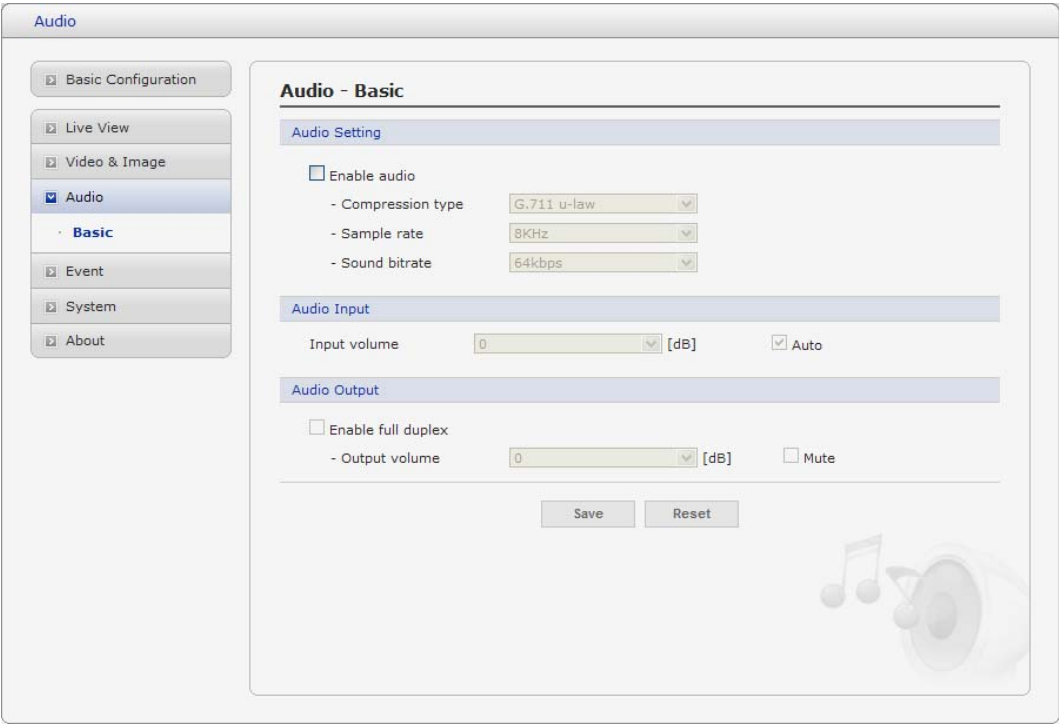 Audio
Basic Configuration
Live View
Video & Image
Audio
· Basic
Event
System
About
Audio - Basic
Audio Setting
Enable audio
- Compression type G.711 u-law
- Sample rate 8KHz
- Sound bitrate 64kbps
Audio Input
Input volume 0 [dB] Auto
Audio Output
Enable full duplex
- Output volume 0 [dB] Mute
Save Reset